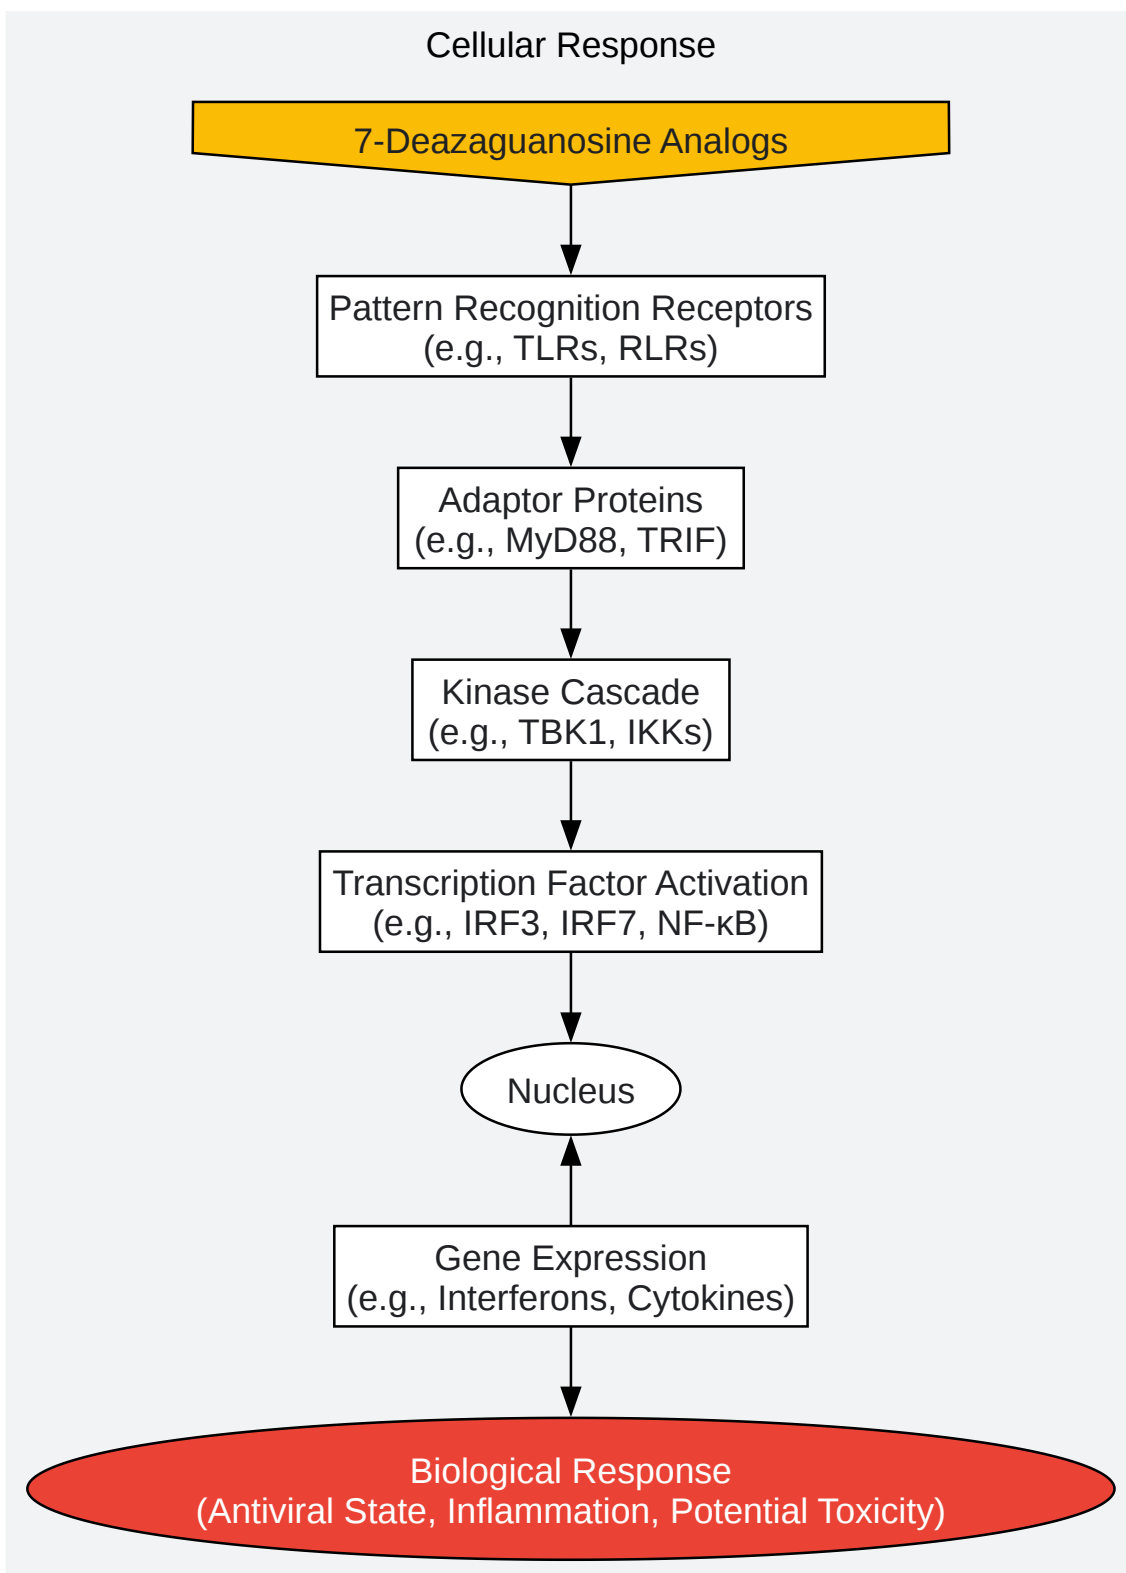 Cellular Response
7-Deazaguanosine Analogs
Pattern Recognition Receptors
(e.g., TLRs, RLRs)
Adaptor Proteins
(e.g., MyD88, TRIF)
Kinase Cascade
(e.g., TBK1, IKKs)
Transcription Factor Activation
(e.g., IRF3, IRF7, NF-κB)
Nucleus
Gene Expression
(e.g., Interferons, Cytokines)
Biological Response
(Antiviral State, Inflammation, Potential Toxicity)